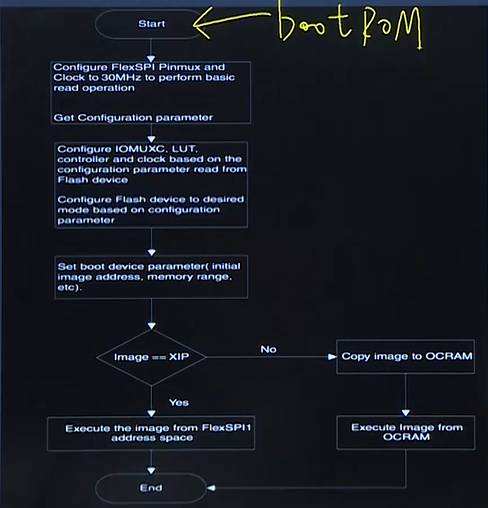 Start
bootROM
Configure FlexSPI Pinmux and
Clock to 30MHz to perform basic
read operation
Get Configuration parameter
Configure IOMUXC, LUT,
controller and clock based on the
configuration parameter read from
Flash device
Configure Flash device to desired
mode based on configuration
parameter
Set boot device parameter( initial
image address, memory range,
etc).
Image == XIP
No
Copy image to OCRAM
Yes
Execute the image from FlexSPI1
address space
Execute Image from
OCRAM
End